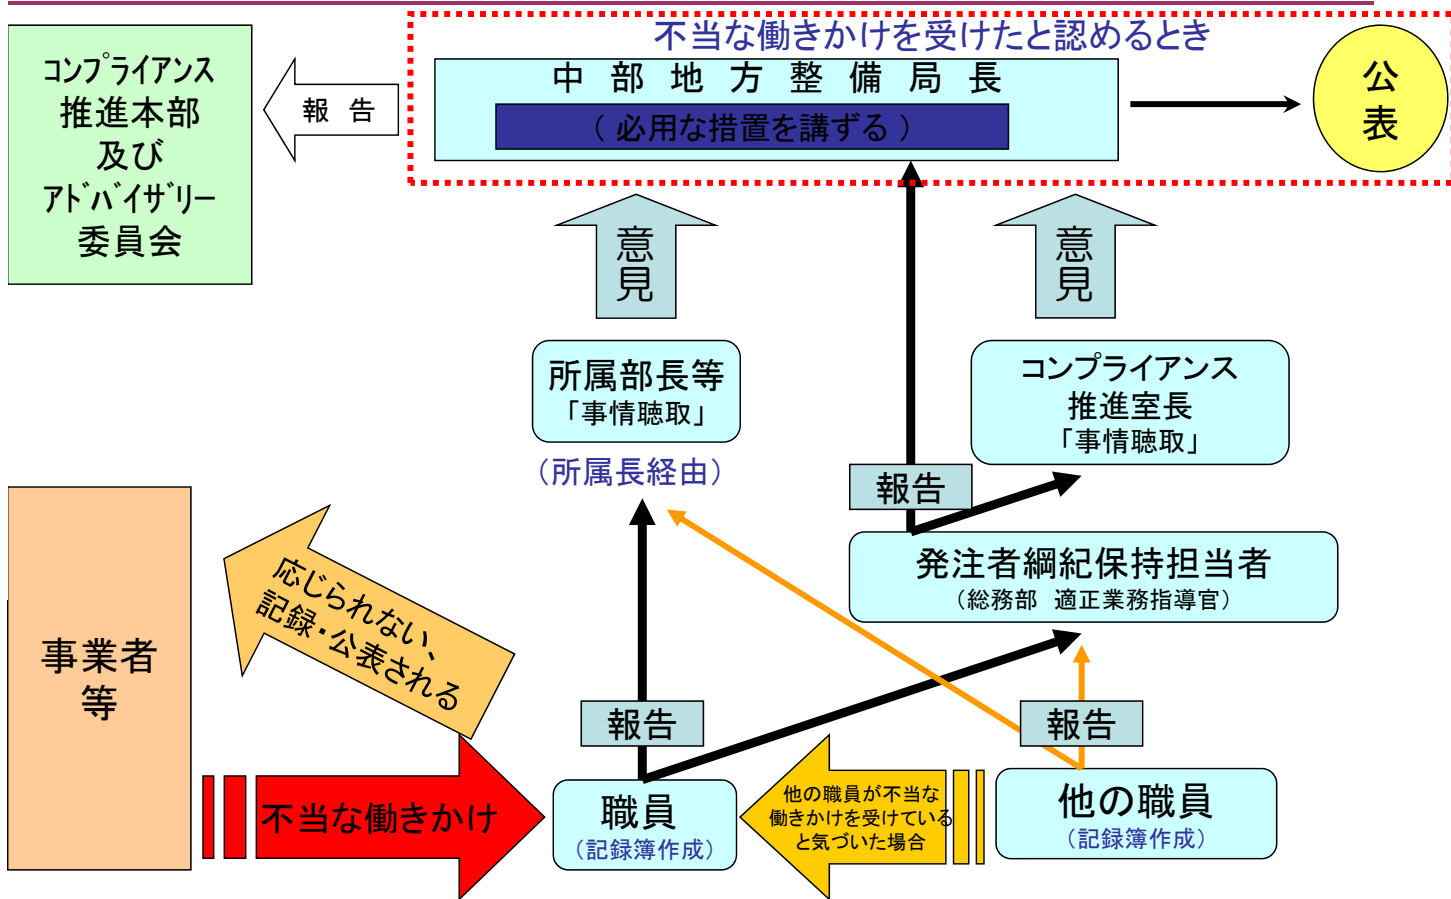 不当な働きかけを受けたと認めるとき
コンプライアンス
推進本部
及び
アドバイザリー
委員会
報 告
中 部 地 方 整 備 局 長
（ 必用な措置を講ずる ）
公
表
意
見
意
見
所属部長等
「事情聴取」
（所属長経由）
コンプライアンス
推進室長
「事情聴取」
報告
発注者綱紀保持担当者
（総務部 適正業務指導官）
事業者
等
応じられない、
記録・公表される
報告
報告
不当な働きかけ
職員
（記録簿作成）
他の職員が不当な
働きかけを受けている
と気づいた場合
他の職員
（記録簿作成）